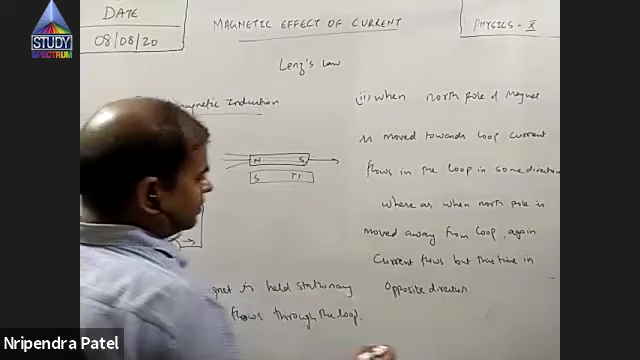 DATE
08/08/20
STUDY
SPECTRUM
MAGNETIC EFFECT OF CURRENT
PHYSICS - X
Lenz's Law
magnetic Induction
N S
S N
(ii) When north pole of Magnet
is moved towards loop, current
flows in the loop in some direction
where as when north pole is
moved away from loop, again
current flows but this time in
opposite direction.
is held stationary
flows through the loop.
Nripendra Patel